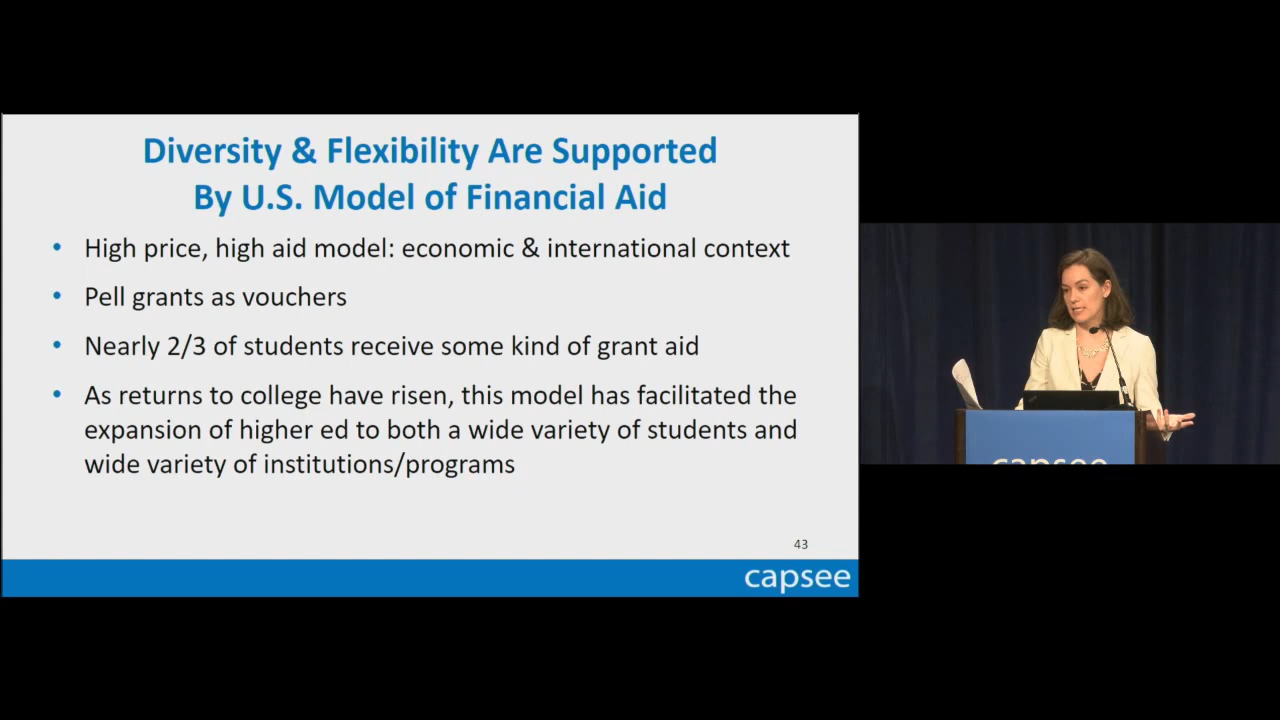 Diversity & Flexibility Are Supported
By U.S. Model of Financial Aid
• High price, high aid model: economic & international context
• Pell grants as vouchers
• Nearly 2/3 of students receive some kind of grant aid
• As returns to college have risen, this model has facilitated the
expansion of higher ed to both a wide variety of students and
wide variety of institutions/programs
43
capsee
capsee